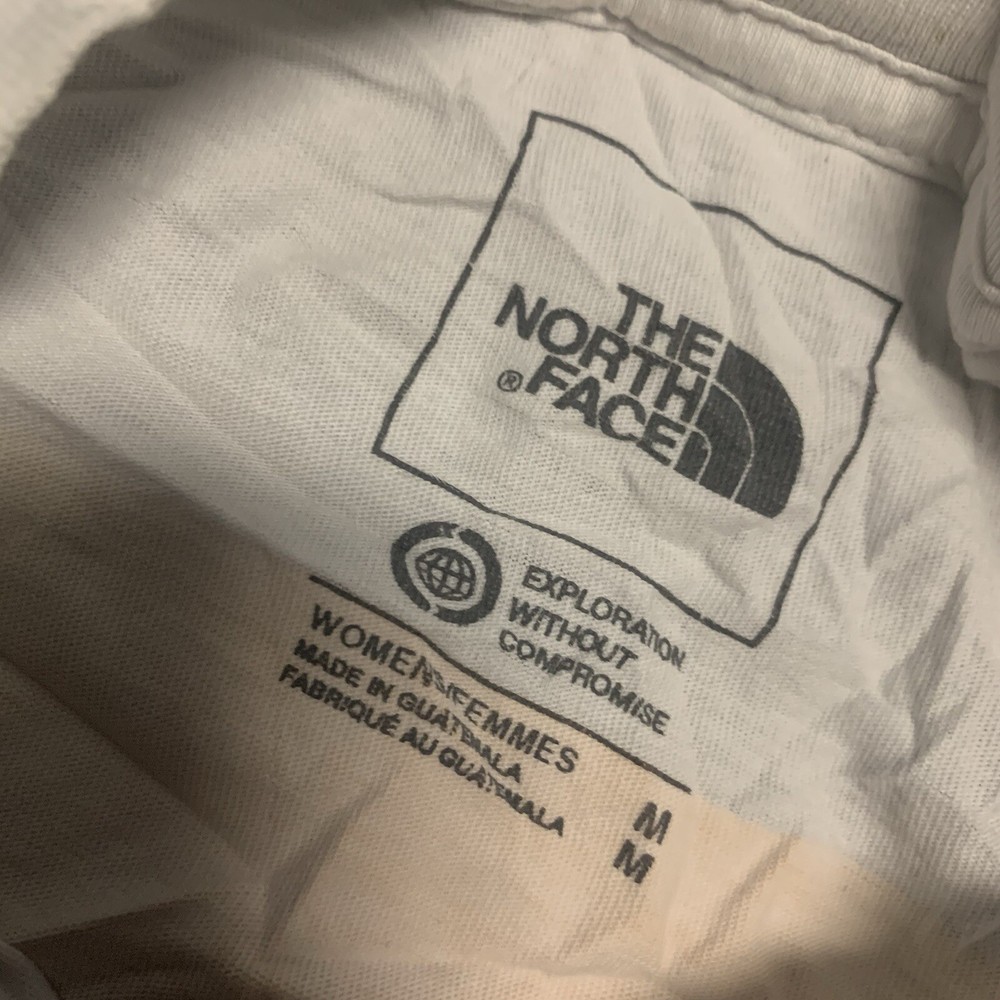 THE
NORTH
FACE
®
EXPLORATION
WITHOUT
COMPROMISE
WOMENS/FEMMES
MADE IN GUATEMALA
FABRIQUÉ AU GUATEMALA
M
M